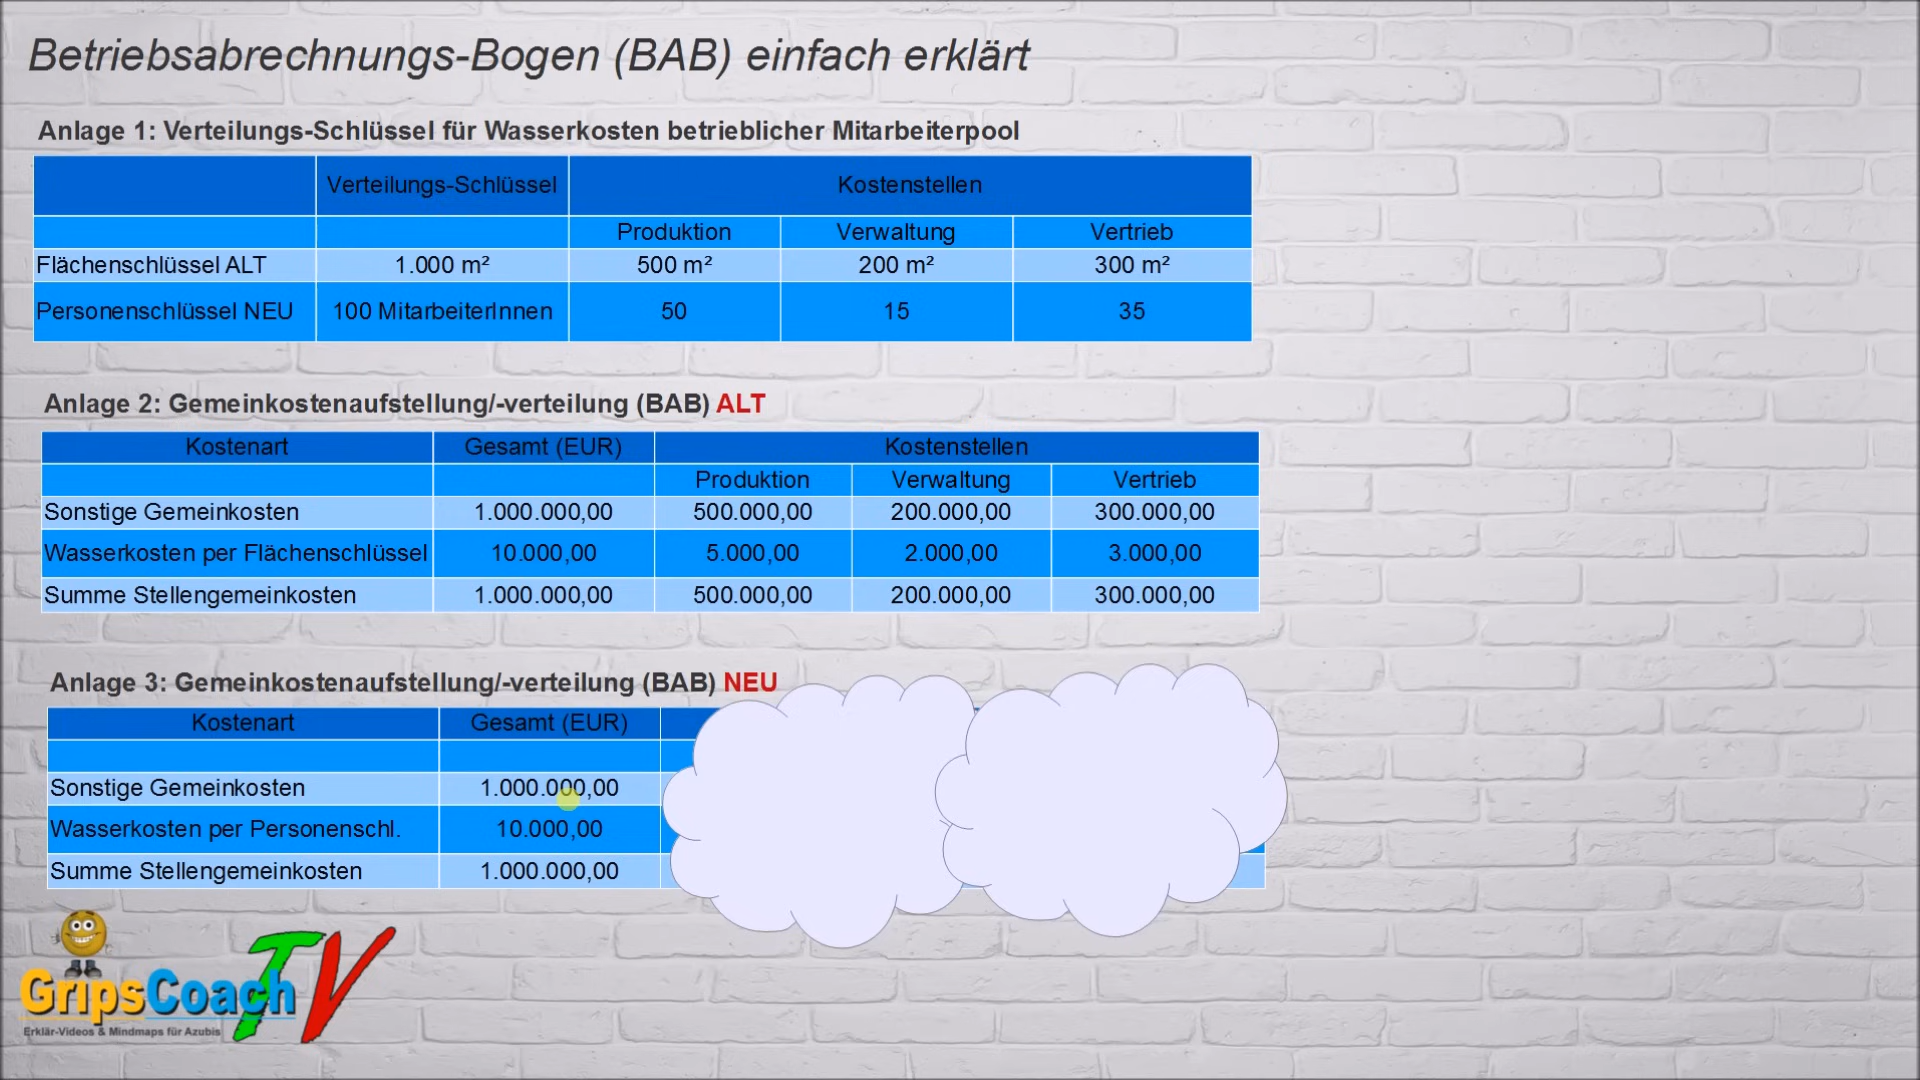 Betriebsabrechnungs-Bogen (BAB) einfach erklärt
Anlage 1: Verteilungs-Schlüssel für Wasserkosten betrieblicher Mitarbeiterpool
Verteilungs-Schlüssel Kostenstellen
Produktion Verwaltung Vertrieb
Flächenschlüssel ALT 1.000 m² 500 m² 200 m² 300 m²
Personenschlüssel NEU 100 MitarbeiterInnen 50 15 35
Anlage 2: Gemeinkostenaufstellung/-verteilung (BAB) ALT
Kostenart Gesamt (EUR) Kostenstellen
Produktion Verwaltung Vertrieb
Sonstige Gemeinkosten 1.000.000,00 500.000,00 200.000,00 300.000,00
Wasserkosten per Flächenschlüssel 10.000,00 5.000,00 2.000,00 3.000,00
Summe Stellengemeinkosten 1.000.000,00 500.000,00 200.000,00 300.000,00
Anlage 3: Gemeinkostenaufstellung/-verteilung (BAB) NEU
Kostenart Gesamt (EUR)
Sonstige Gemeinkosten 1.000.000,00
Wasserkosten per Personenschl. 10.000,00
Summe Stellengemeinkosten 1.000.000,00
GripsCoach TV
Erklär-Videos & Mindmaps für Azubis